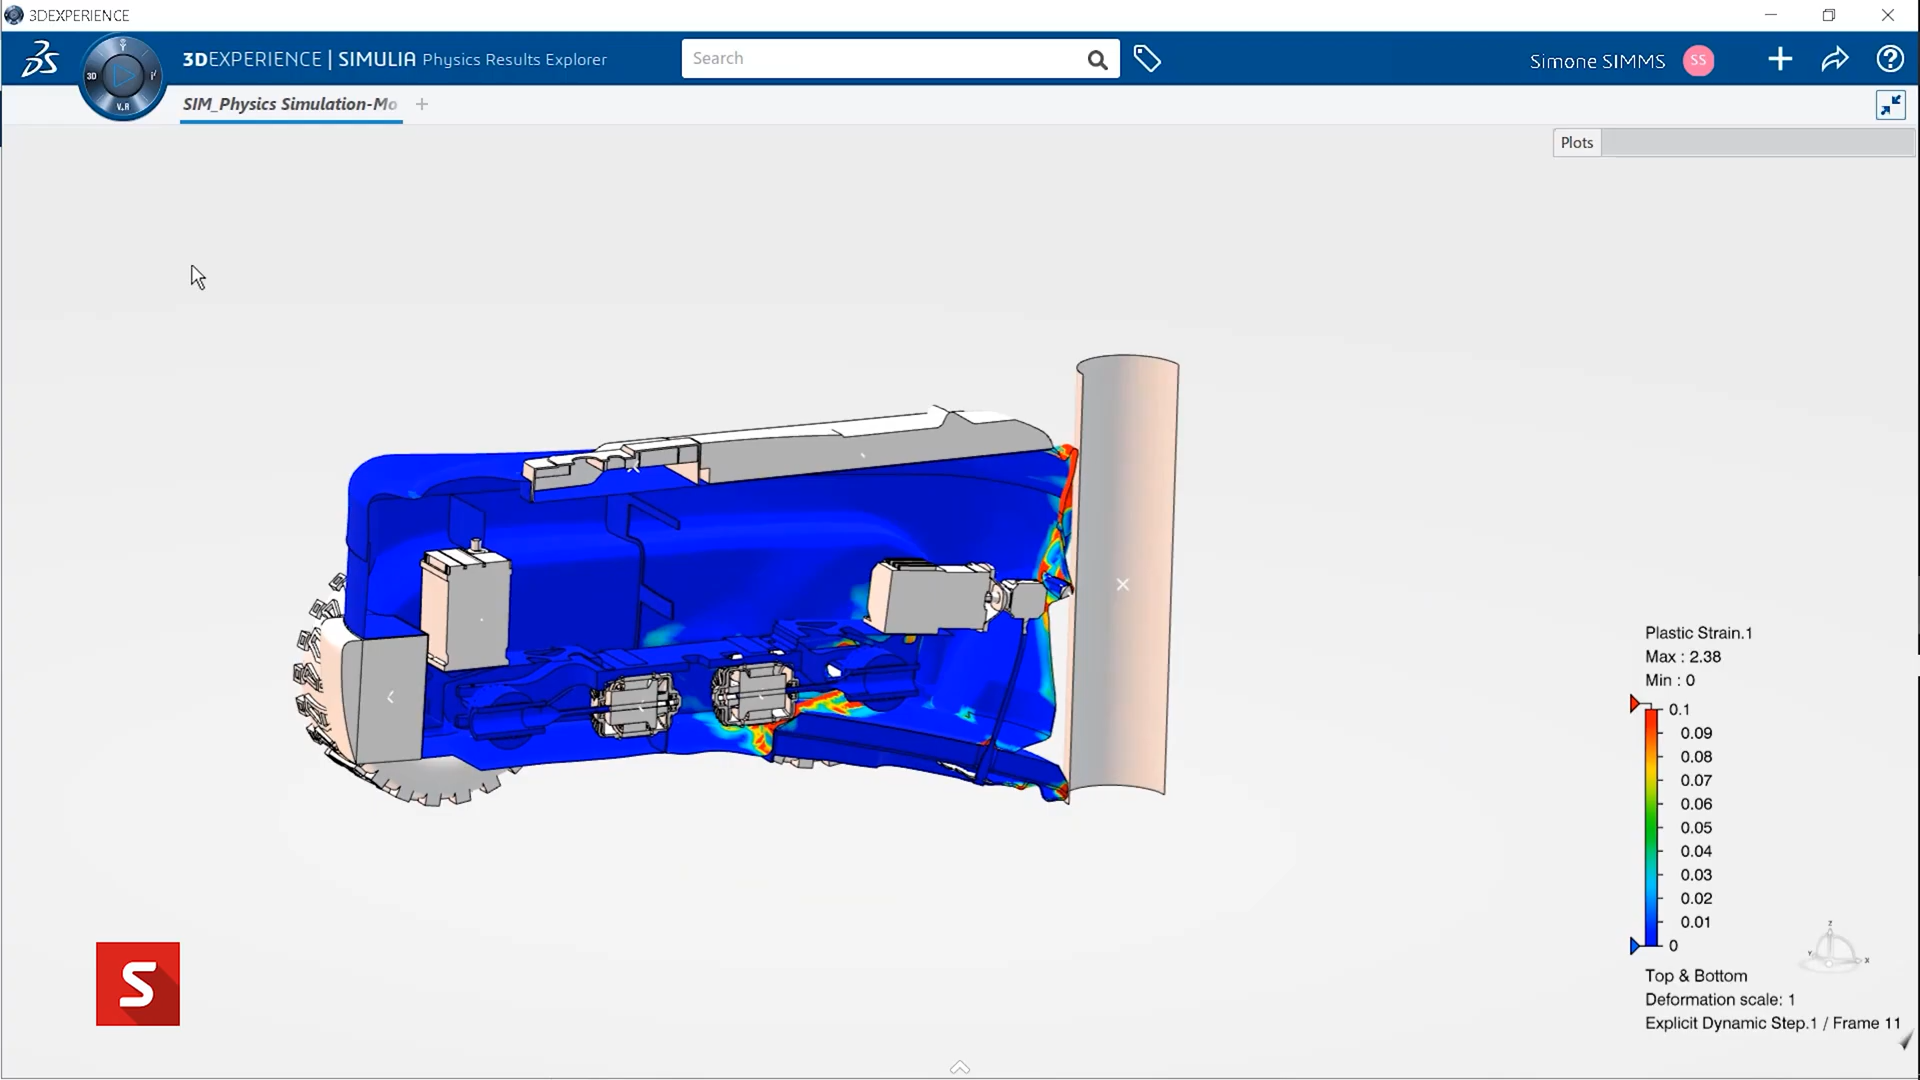 3DEXPERIENCE
3DEXPERIENCE | SIMULIA Physics Results Explorer
Search
Simone SIMMS
SS
3D
V.R
SIM_Physics Simulation-Mo
Plots
Plastic Strain.1
Max : 2.38
Min : 0
0.1
0.09
0.08
0.07
0.06
0.05
0.04
0.03
0.02
0.01
0
Z
Y
X
Top & Bottom
Deformation scale: 1
Explicit Dynamic Step.1 / Frame 11
S